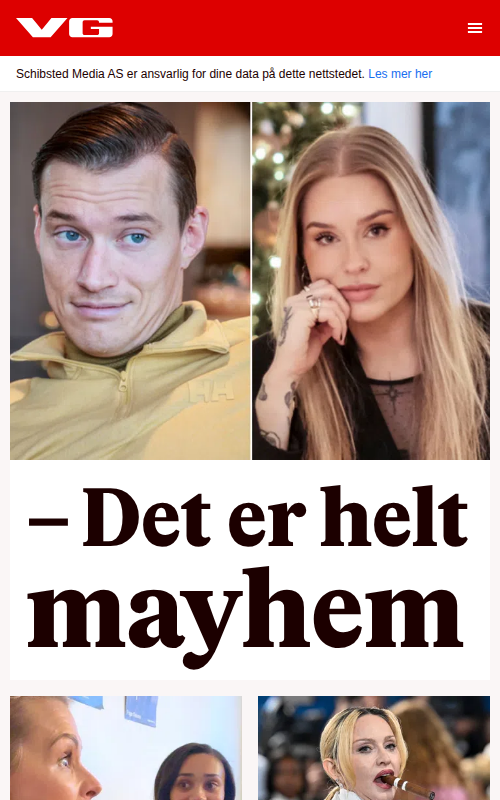 VG
Schibsted Media AS er ansvarlig for dine data på dette nettstedet. Les mer her
HA
– Det er helt
mayhem